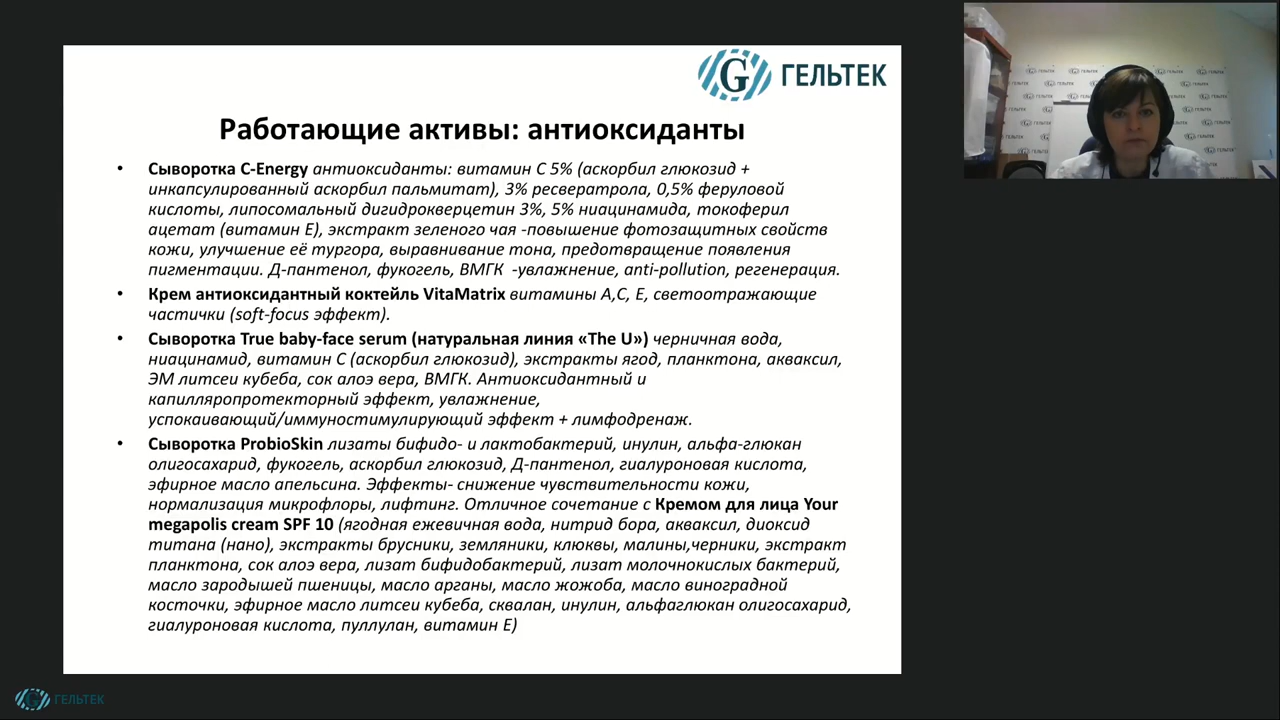 ГЕЛЬТЕК
Работающие активы: антиоксиданты
• Сыворотка C-Energy антиоксиданты: витамин С 5% (аскорбил глюкозид +
инкапсулированный аскорбил пальмитат), 3% ресвератрола, 0,5% феруловой
кислоты, липосомальный дигидрокверцетин 3%, 5% ниацинамида, токоферил
ацетат (витамин Е), экстракт зеленого чая -повышение фотозащитных свойств
кожи, улучшение её тургора, выравнивание тона, предотвращение появления
пигментации. Д-пантенол, фукогель, ВМГК -увлажнение, anti-pollution, регенерация.
• Крем антиоксидантный коктейль VitaMatrix витамины А,С, Е, светоотражающие
частички (soft-focus эффект).
• Сыворотка True baby-face serum (натуральная линия «The U») черничная вода,
ниацинамид, витамин С (аскорбил глюкозид), экстракты ягод, планктона, акваксил,
ЭМ литсеи кубеба, сок алоэ вера, ВМГК. Антиоксидантный и
капилляропротекторный эффект, увлажнение,
успокаивающий/иммуностимулирующий эффект + лимфодренаж.
• Сыворотка ProbioSkin лизаты бифидо- и лактобактерий, инулин, альфа-глюкан
олигосахарид, фукогель, аскорбил глюкозид, Д-пантенол, гиалуроновая кислота,
эфирное масло апельсина. Эффекты- снижение чувствительности кожи,
нормализация микрофлоры, лифтинг. Отличное сочетание с Кремом для лица Your
megapolis cream SPF 10 (ягодная ежевичная вода, нитрид бора, акваксил, диоксид
титана (нано), экстракты брусники, земляники, клюквы, малины,черники, экстракт
планктона, сок алоэ вера, лизат бифидобактерий, лизат молочнокислых бактерий,
масло зародышей пшеницы, масло арганы, масло жожоба, масло виноградной
косточки, эфирное масло литсеи кубеба, сквалан, инулин, альфаглюкан олигосахарид,
гиалуроновая кислота, пуллулан, витамин Е)
ГЕЛЬТЕК